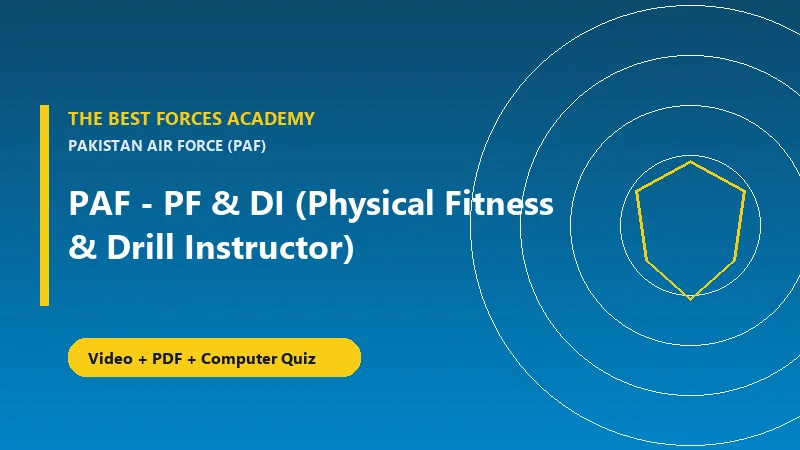 THE BEST FORCES ACADEMY
PAKISTAN AIR FORCE (PAF)
PAF - PF & DI (Physical Fitness
& Drill Instructor)
Video + PDF + Computer Quiz